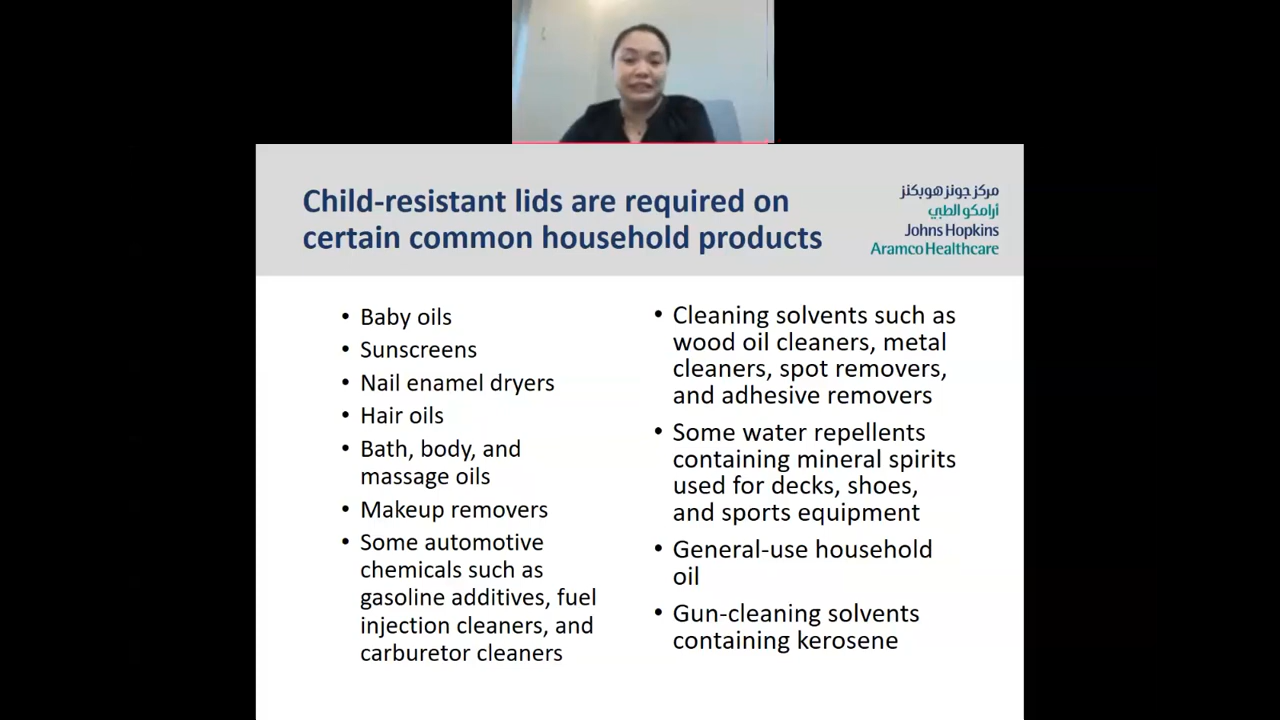 Child-resistant lids are required on
certain common household products
مركز جونز هوبكنز
أرامكو الطبي
Johns Hopkins
Aramco Healthcare
• Baby oils
• Sunscreens
• Nail enamel dryers
• Hair oils
• Bath, body, and
massage oils
• Makeup removers
• Some automotive
chemicals such as
gasoline additives, fuel
injection cleaners, and
carburetor cleaners
• Cleaning solvents such as
wood oil cleaners, metal
cleaners, spot removers,
and adhesive removers
• Some water repellents
containing mineral spirits
used for decks, shoes,
and sports equipment
• General-use household
oil
• Gun-cleaning solvents
containing kerosene